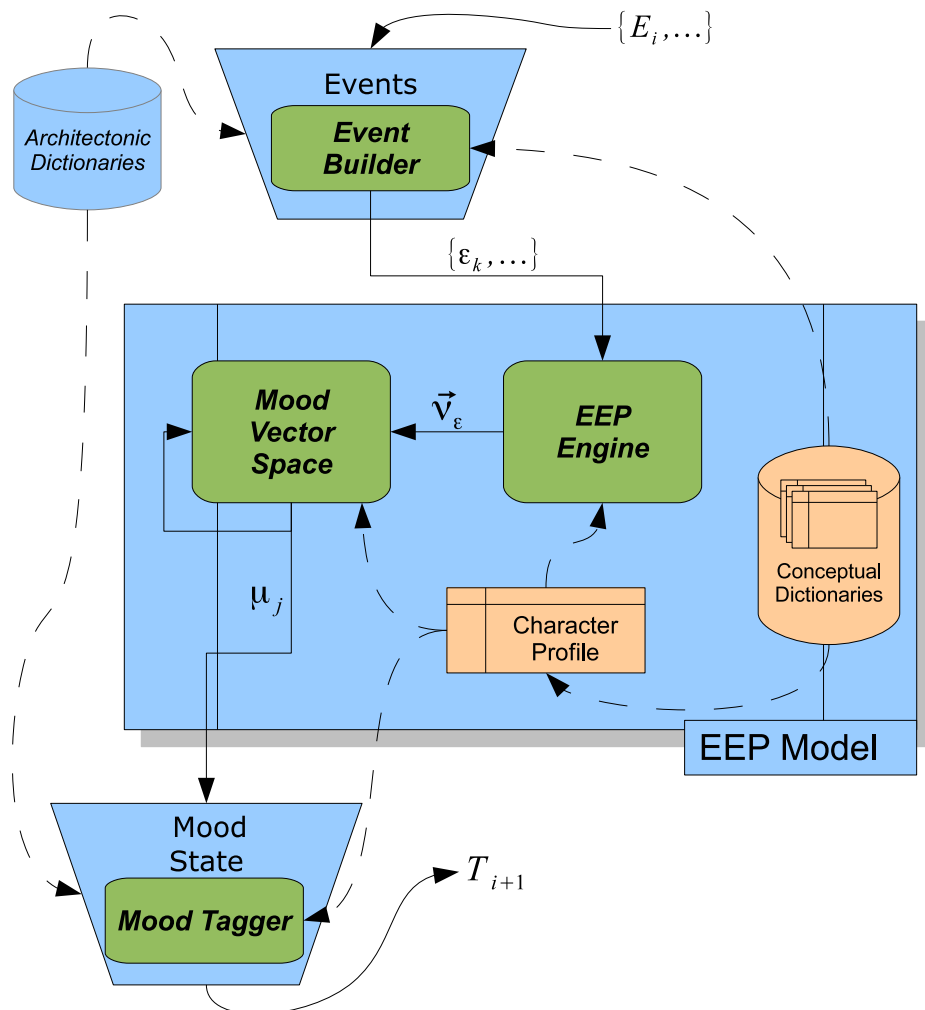 {E_i,...}
Events
Architectonic
Dictionaries
Event
Builder
{ε_k,...}
Mood
Vector
Space
ν⃗_ε
EEP
Engine
Conceptual
Dictionaries
μ_j
Character
Profile
EEP Model
Mood
State
T_{i+1}
Mood Tagger